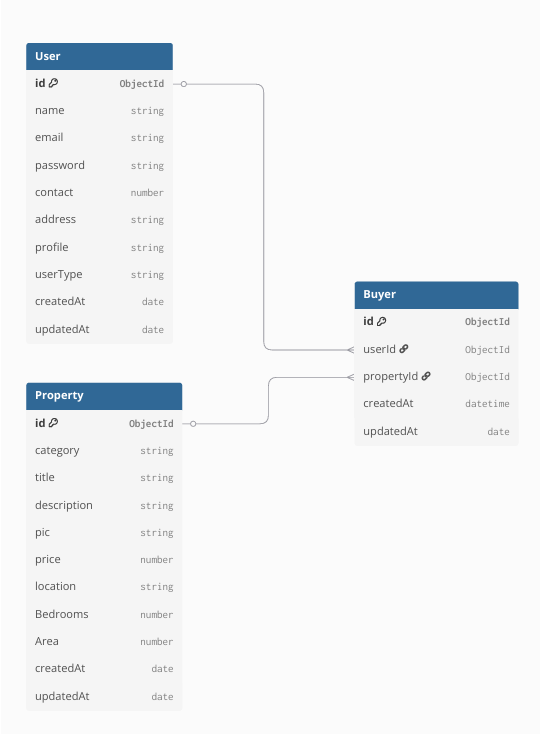 User
id ObjectId
name string
email string
password string
contact number
address string
profile string
userType string
createdAt date
updatedAt date
Property
id ObjectId
category string
title string
description string
pic string
price number
location string
Bedrooms number
Area number
createdAt date
updatedAt date
Buyer
id ObjectId
userId ObjectId
propertyId ObjectId
createdAt datetime
updatedAt date